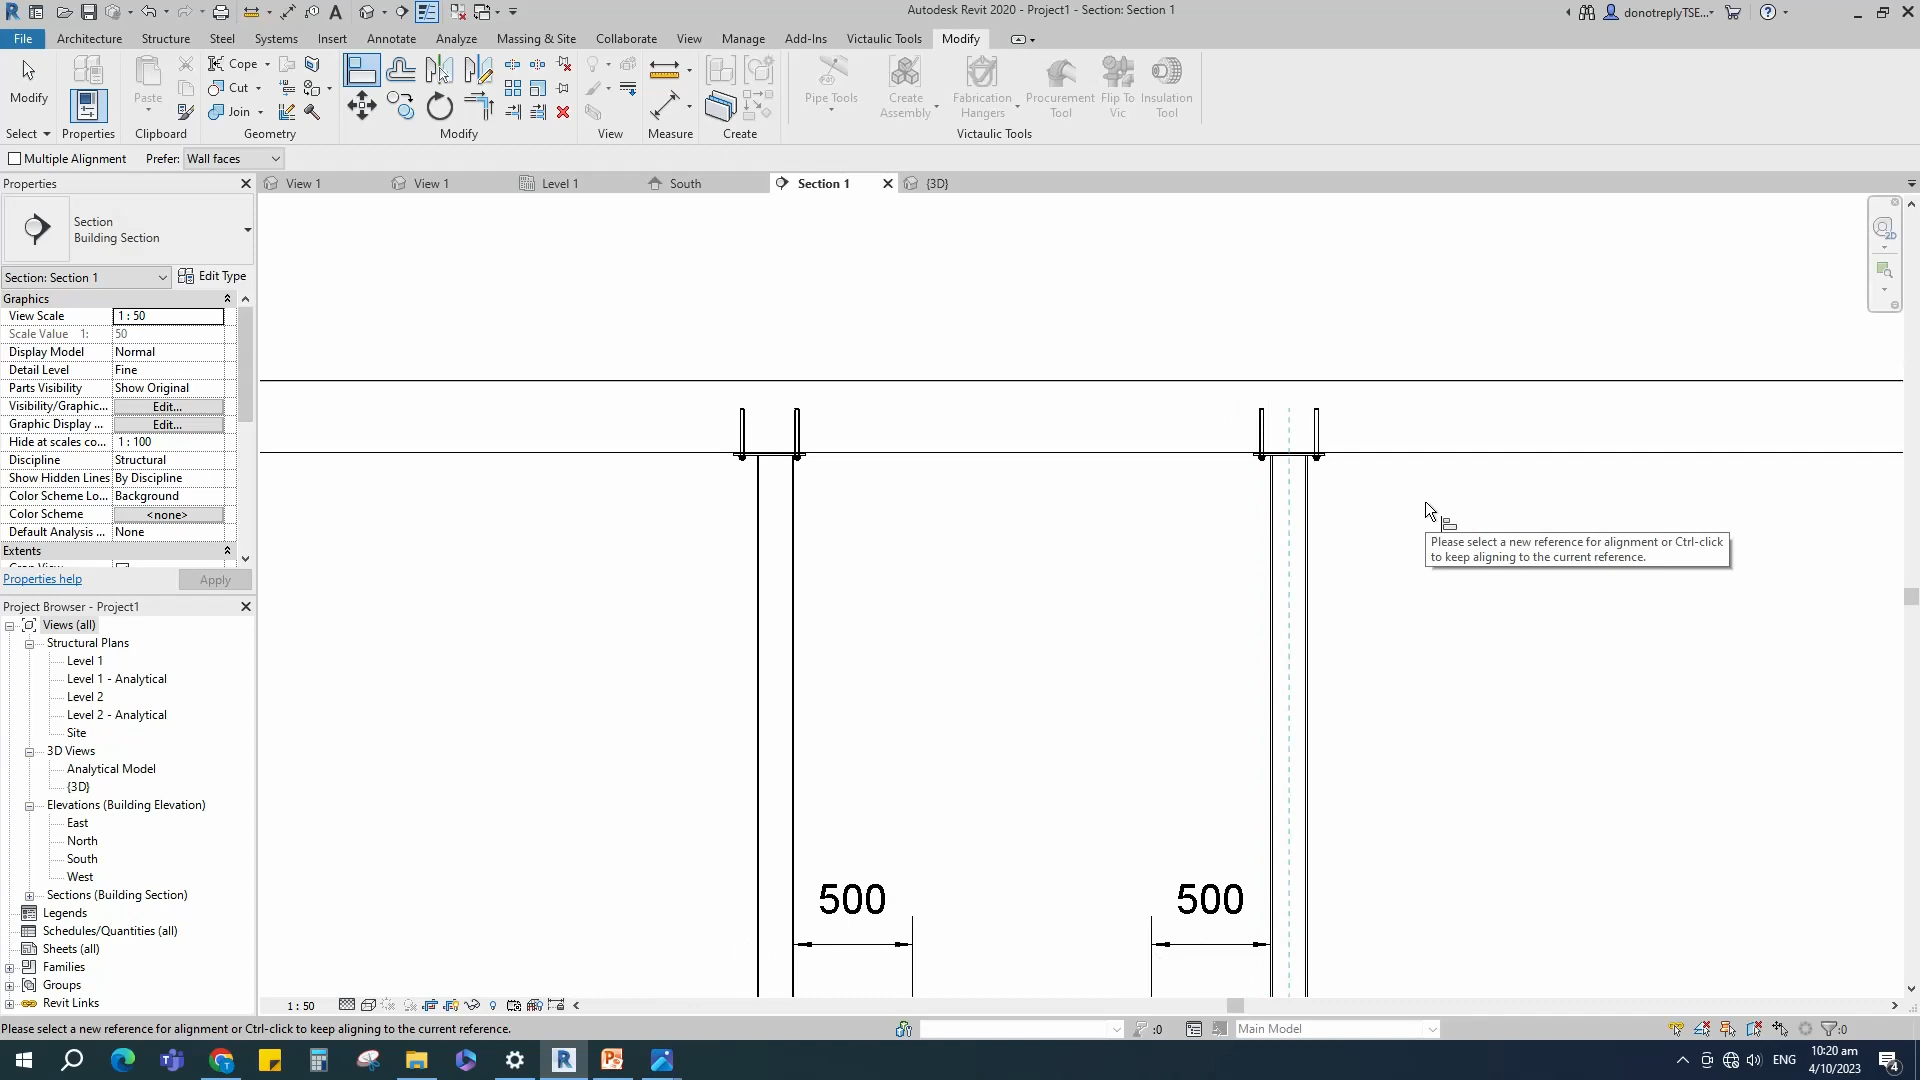 Autodesk Revit 2020 - Project1 - Section: Section 1
donotreplyTSE...
File
Architecture
Structure
Steel
Systems
Insert
Annotate
Analyze
Massing & Site
Collaborate
View
Manage
Add-Ins
Victaulic Tools
Modify
Modify
Select
Properties
Paste
Clipboard
Cope
Cut
Join
Geometry
Modify
View
Measure
Create
Pipe Tools
Create Assembly
Fabrication Hangers
Procurement Tool
Flip To Vic
Insulation Tool
Victaulic Tools
Multiple Alignment
Prefer:
Wall faces
Properties
View 1
View 1
Level 1
South
Section 1
{3D}
Section
Building Section
Section: Section 1
Edit Type
Graphics
View Scale 1 : 50
Scale Value 1: 50
Display Model Normal
Detail Level Fine
Parts Visibility Show Original
Visibility/Graphic... Edit...
Graphic Display ... Edit...
Hide at scales co... 1 : 100
Discipline Structural
Show Hidden Lines By Discipline
Color Scheme Lo... Background
Color Scheme <none>
Default Analysis ... None
Extents
Properties help
Apply
Project Browser - Project1
Views (all)
Structural Plans
Level 1
Level 1 - Analytical
Level 2
Level 2 - Analytical
Site
3D Views
Analytical Model
{3D}
Elevations (Building Elevation)
East
North
South
West
Sections (Building Section)
Legends
Schedules/Quantities (all)
Sheets (all)
Families
Groups
Revit Links
2D
Please select a new reference for alignment or Ctrl-click
to keep aligning to the current reference.
500
500
1 : 50
Please select a new reference for alignment or Ctrl-click to keep aligning to the current reference.
:0
Main Model
:0
ENG
10:20 am
4/10/2023
4